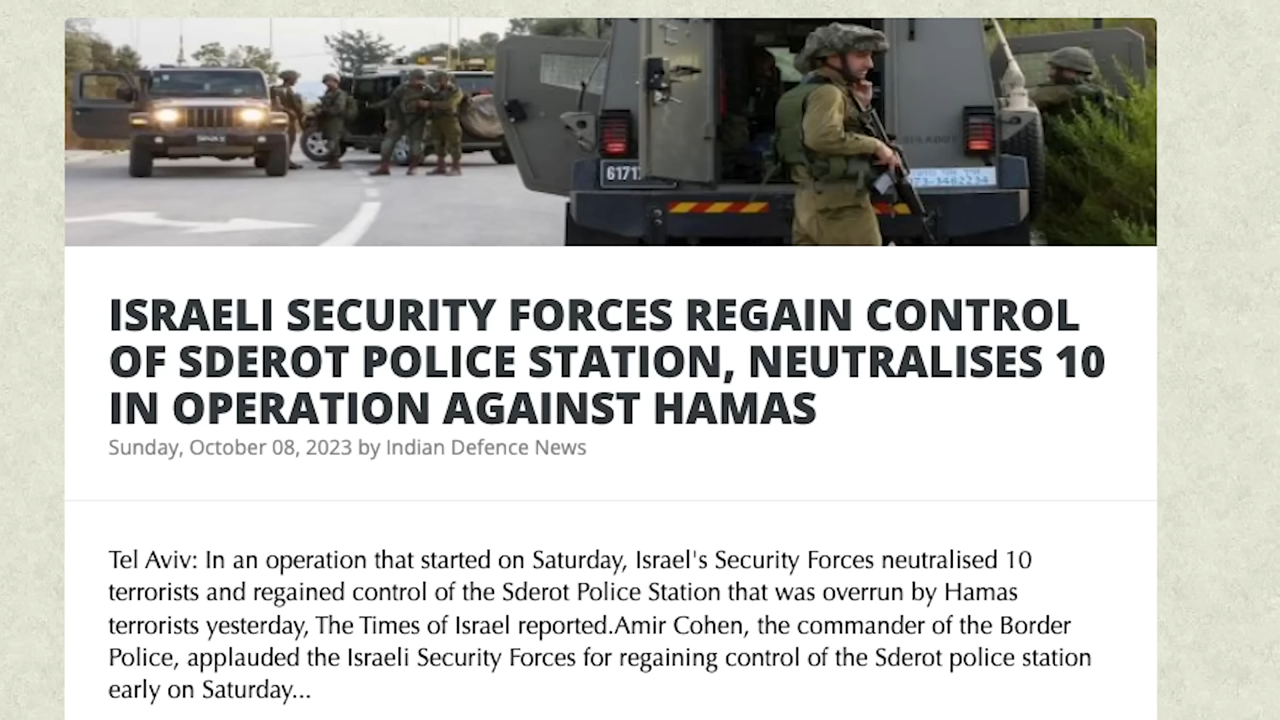 6171
073-3482234
ISRAELI SECURITY FORCES REGAIN CONTROL
OF SDEROT POLICE STATION, NEUTRALISES 10
IN OPERATION AGAINST HAMAS
Sunday, October 08, 2023 by Indian Defence News
Tel Aviv: In an operation that started on Saturday, Israel's Security Forces neutralised 10
terrorists and regained control of the Sderot Police Station that was overrun by Hamas
terrorists yesterday, The Times of Israel reported.Amir Cohen, the commander of the Border
Police, applauded the Israeli Security Forces for regaining control of the Sderot police station
early on Saturday...